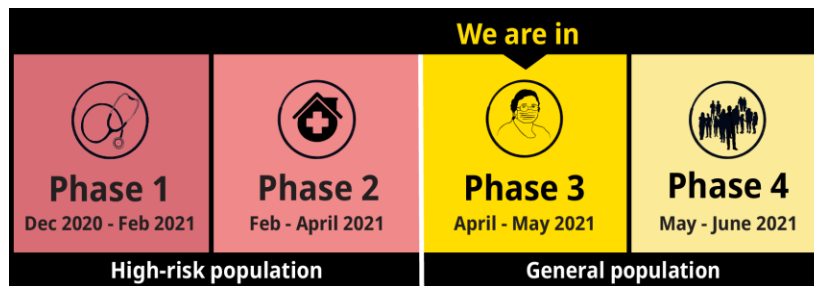 We are in
Phase 1
Dec 2020 - Feb 2021
Phase 2
Feb - April 2021
Phase 3
April - May 2021
Phase 4
May - June 2021
High-risk population
General population